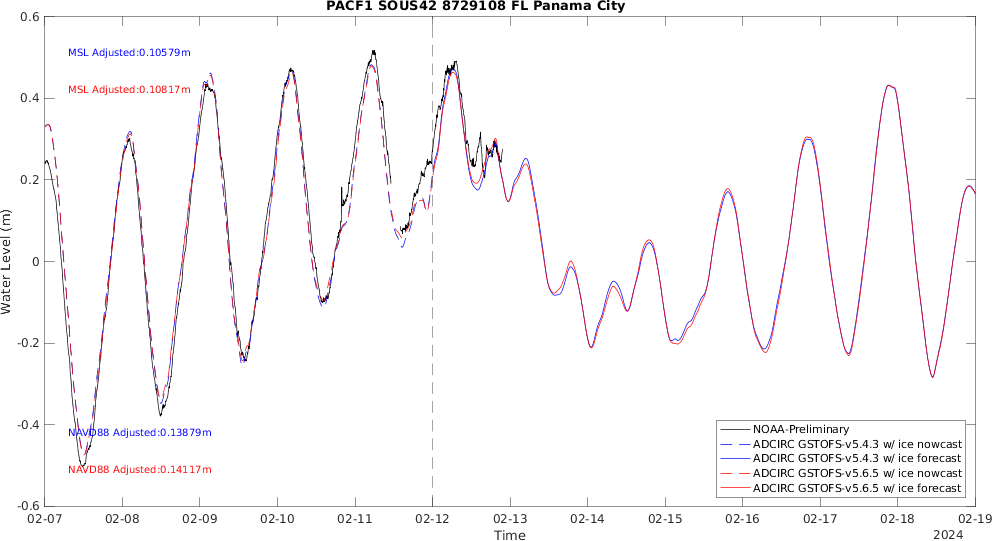 PACF1 SOUS42 8729108 FL Panama City
0.6
0.4
0.2
0
-0.2
-0.4
-0.6
Water Level (m)
MSL Adjusted:0.10579m
MSL Adjusted:0.10817m
NAVD88 Adjusted:0.13879m
NAVD88 Adjusted:0.14117m
NOAA-Preliminary
ADCIRC GSTOFS-v5.4.3 w/ ice nowcast
ADCIRC GSTOFS-v5.4.3 w/ ice forecast
ADCIRC GSTOFS-v5.6.5 w/ ice nowcast
ADCIRC GSTOFS-v5.6.5 w/ ice forecast
02-07 02-08 02-09 02-10 02-11 02-12 02-13 02-14 02-15 02-16 02-17 02-18 02-19
Time
2024